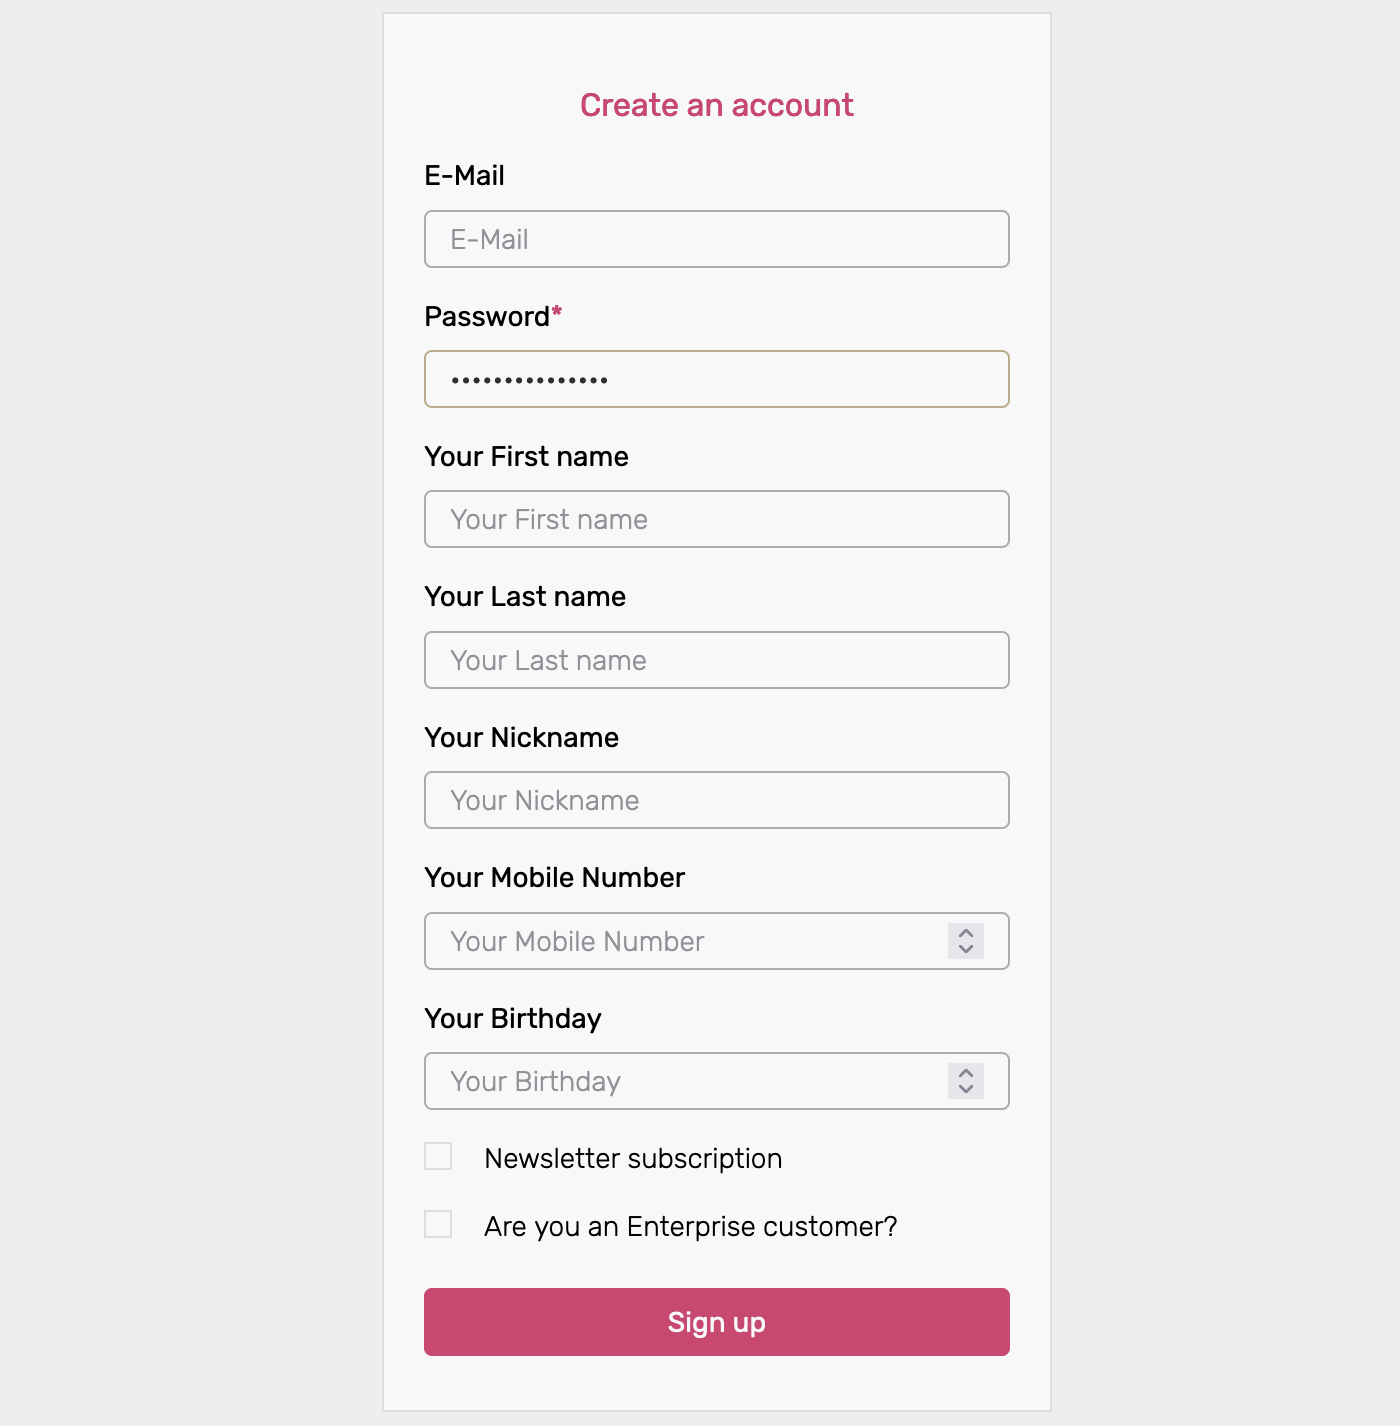 Create an account
E-Mail
E-Mail
Password*
•••••••••••••••
Your First name
Your First name
Your Last name
Your Last name
Your Nickname
Your Nickname
Your Mobile Number
Your Mobile Number
Your Birthday
Your Birthday
Newsletter subscription
Are you an Enterprise customer?
Sign up